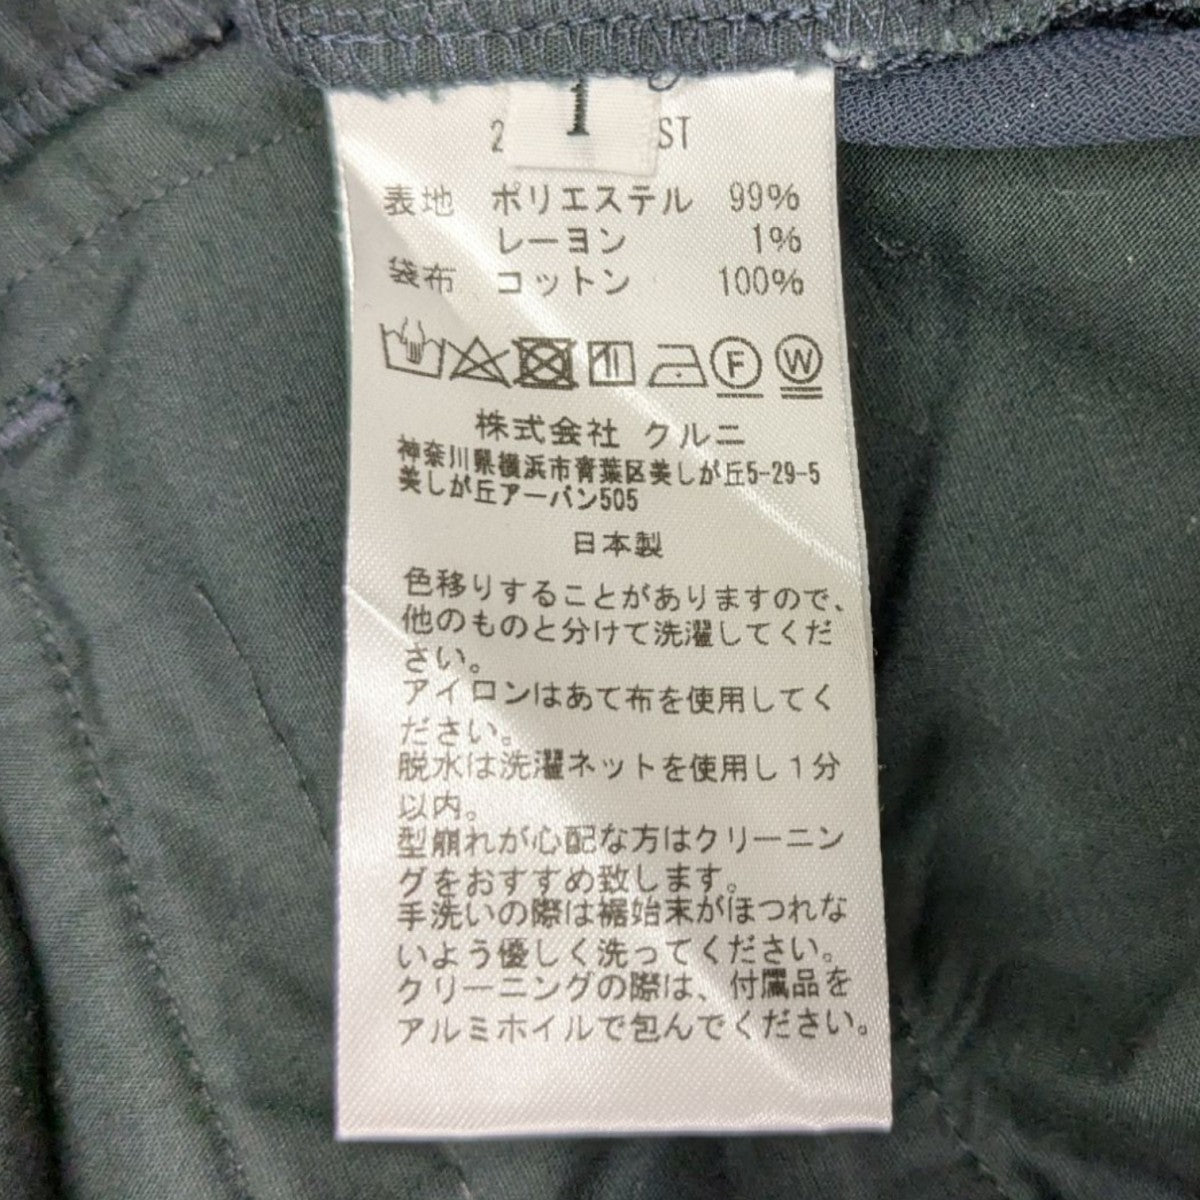 1
2 ST
表地 ポリエステル 99%
レーヨン 1%
袋布 コットン 100%
F W
株式会社 クルニ
神奈川県横浜市青葉区美しが丘5-29-5
美しが丘アーバン505
日本製
色移りすることがありますので、
他のものと分けて洗濯してくだ
さい。
アイロンはあて布を使用してく
ださい。
脱水は洗濯ネットを使用し1分
以内。
型崩れが心配な方はクリーニン
グをおすすめ致します。
手洗いの際は裾始末がほつれな
いよう優しく洗ってください。
クリーニングの際は、付属品を
アルミホイルで包んでください。